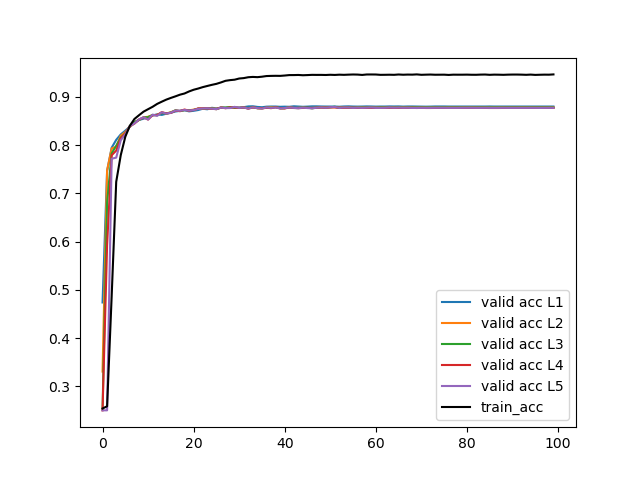 0.9
0.8
0.7
0.6
0.5
0.4
0.3
valid acc L1
valid acc L2
valid acc L3
valid acc L4
valid acc L5
train_acc
0 20 40 60 80 100